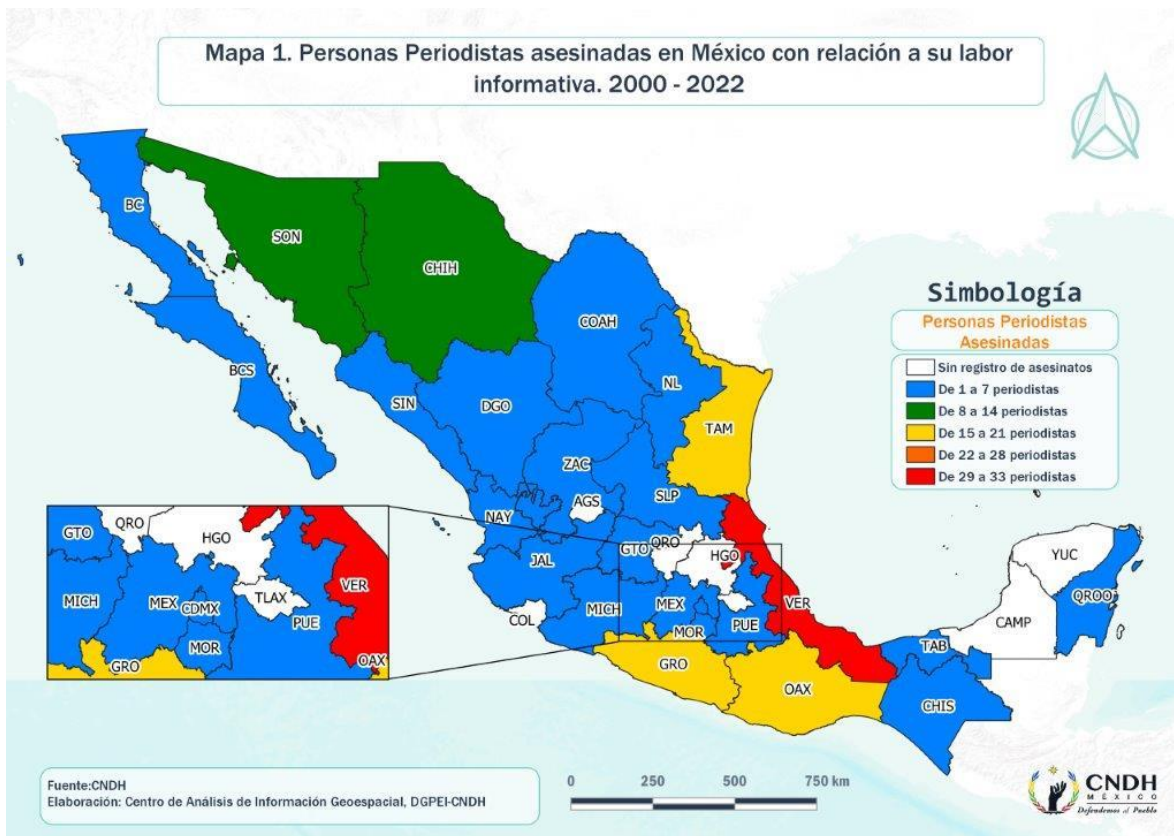 Mapa 1. Personas Periodistas asesinadas en México con relación a su labor
informativa. 2000 - 2022
BC
SON
CHIH
COAH
BCS
SIN
DGO
NL
TAM
ZAC
AGS
SLP
NAY
GTO
QRO
HGO
JAL
COL
MICH
MEX
MOR
PUE
VER
GRO
OAX
TAB
CHIS
YUC
CAMP
QROO
GTO
QRO
HGO
MICH
MEX
CDMX
TLAX
MOR
PUE
VER
GRO
OAX
Simbología
Personas Periodistas
Asesinadas
Sin registro de asesinatos
De 1 a 7 periodistas
De 8 a 14 periodistas
De 15 a 21 periodistas
De 22 a 28 periodistas
De 29 a 33 periodistas
Fuente:CNDH
Elaboración: Centro de Análisis de Información Geoespacial, DGPEI-CNDH
0 250 500 750 km
CNDH
MÉXICO
Defendemos al Pueblo